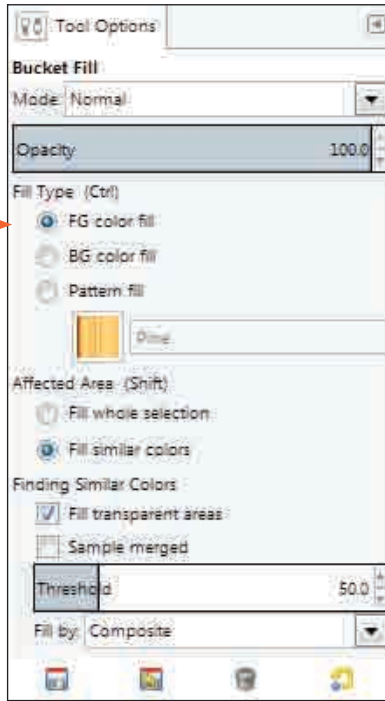 Tool Options
Bucket Fill
Mode: Normal
Opacity 100.0
Fill Type (Ctrl)
FG color fill
BG color fill
Pattern fill
Pine
Affected Area (Shift)
Fill whole selection
Fill similar colors
Finding Similar Colors
Fill transparent areas
Sample merged
Threshold 50.0
Fill by: Composite